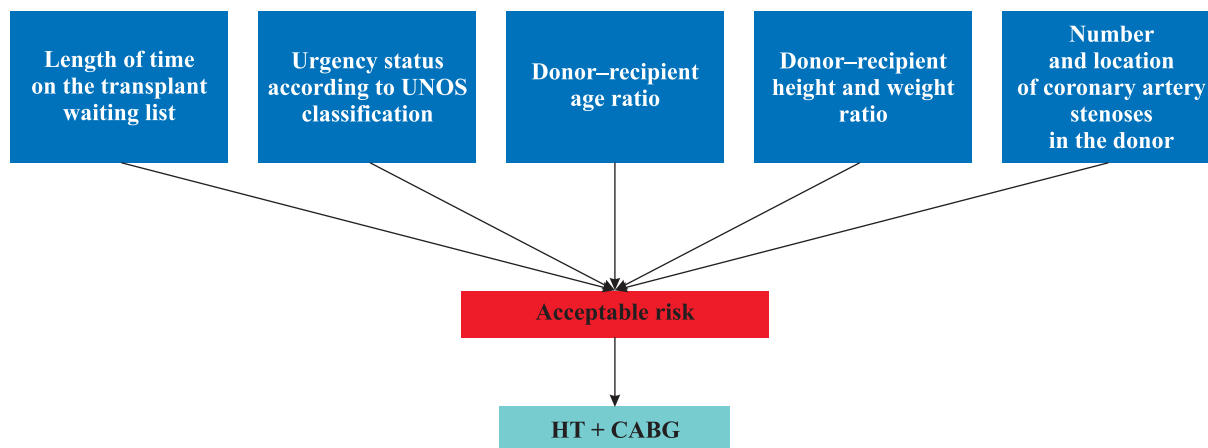 Length of time
on the transplant
waiting list
Urgency status
according to UNOS
classification
Donor–recipient
age ratio
Donor–recipient
height and weight
ratio
Number
and location
of coronary artery
stenoses
in the donor
Acceptable risk
HT + CABG